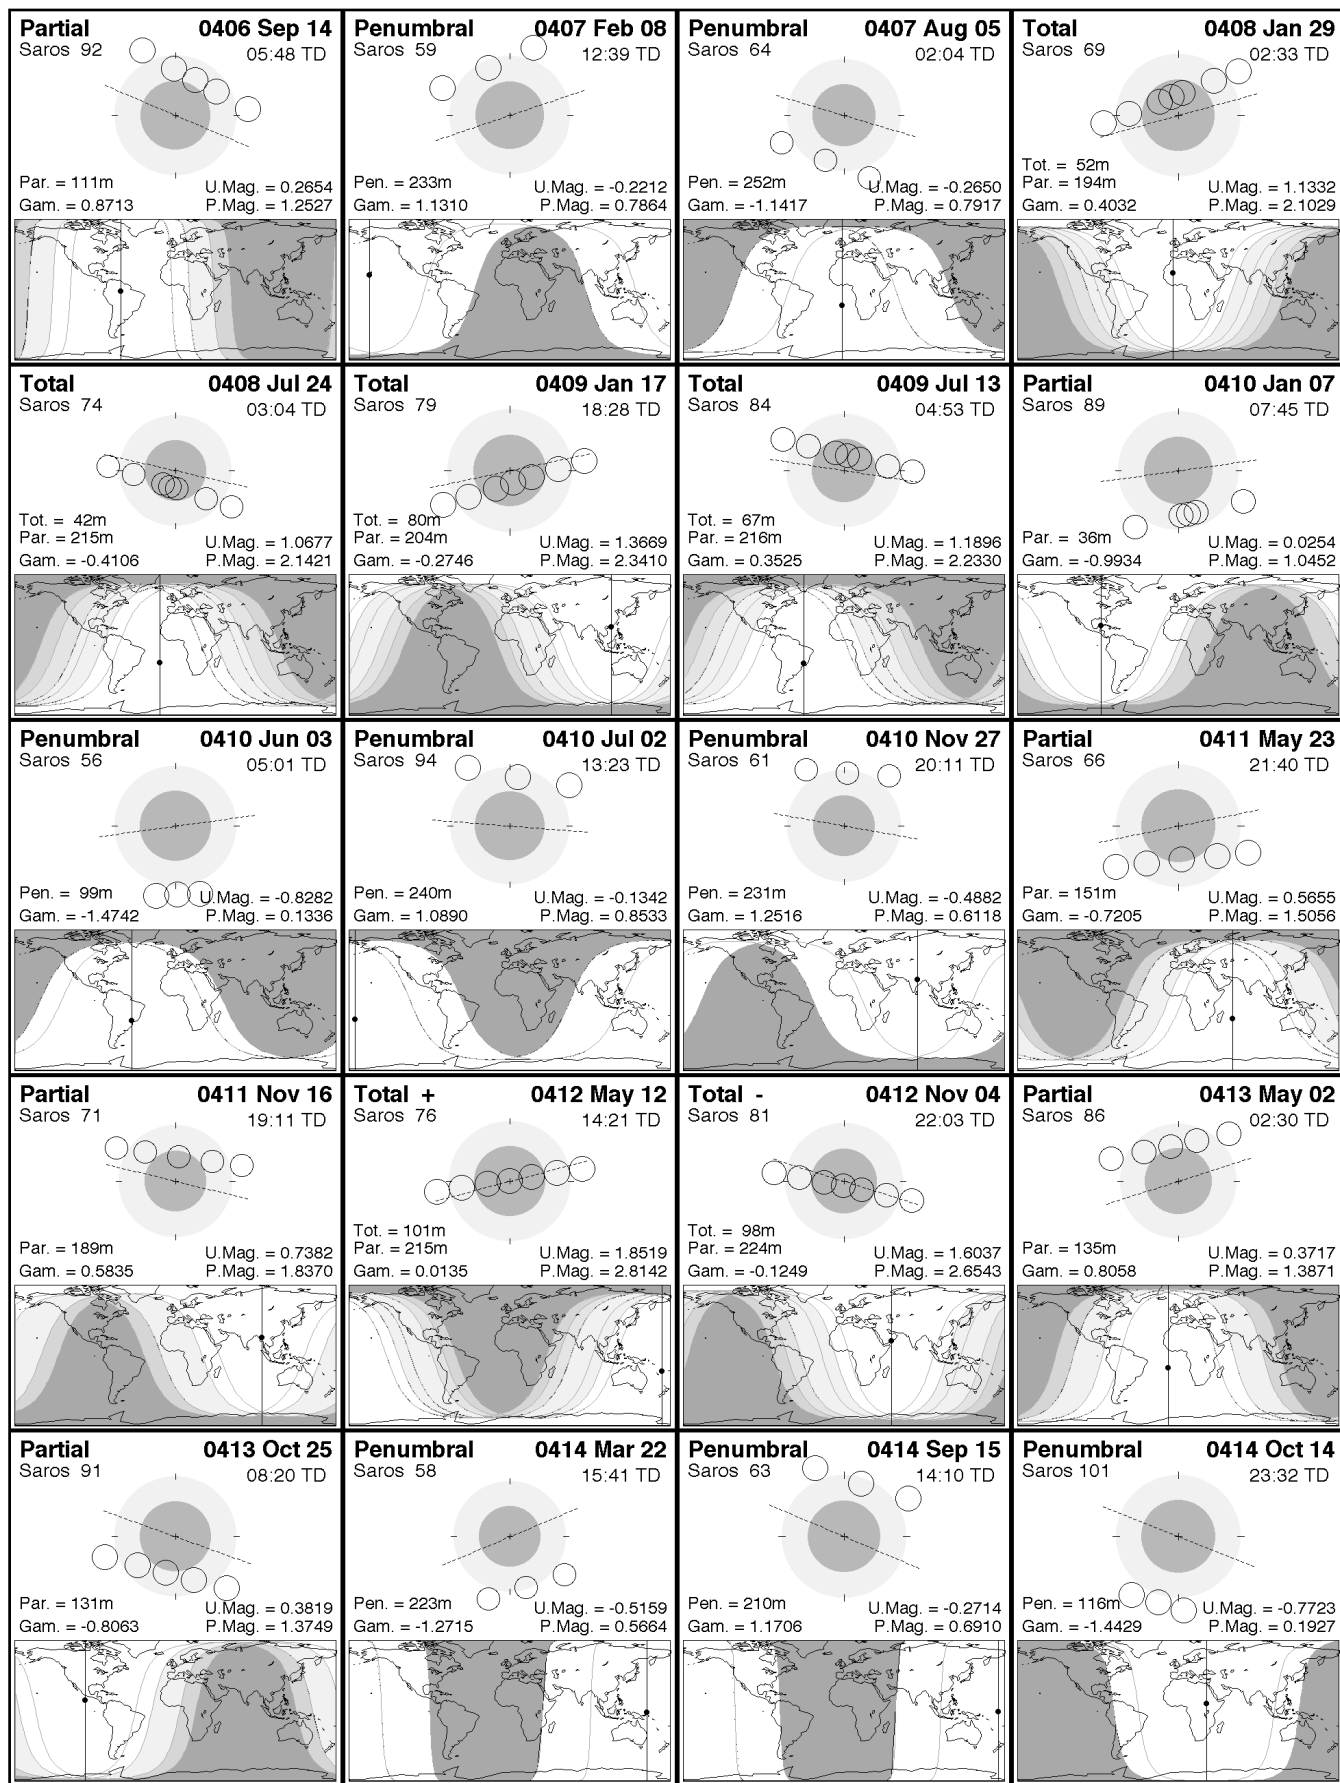 Partial 0406 Sep 14
Saros 92 05:48 TD
Par. = 111m U.Mag. = 0.2654
Gam. = 0.8713 P.Mag. = 1.2527
Penumbral 0407 Feb 08
Saros 59 12:39 TD
Pen. = 233m U.Mag. = -0.2212
Gam. = 1.1310 P.Mag. = 0.7864
Penumbral 0407 Aug 05
Saros 64 02:04 TD
Pen. = 252m U.Mag. = -0.2650
Gam. = -1.1417 P.Mag. = 0.7917
Total 0408 Jan 29
Saros 69 02:33 TD
Tot. = 52m
Par. = 194m U.Mag. = 1.1332
Gam. = 0.4032 P.Mag. = 2.1029
Total 0408 Jul 24
Saros 74 03:04 TD
Tot. = 42m
Par. = 215m U.Mag. = 1.0677
Gam. = -0.4106 P.Mag. = 2.1421
Total 0409 Jan 17
Saros 79 18:28 TD
Tot. = 80m
Par. = 204m U.Mag. = 1.3669
Gam. = -0.2746 P.Mag. = 2.3410
Total 0409 Jul 13
Saros 84 04:53 TD
Tot. = 67m
Par. = 216m U.Mag. = 1.1896
Gam. = 0.3525 P.Mag. = 2.2330
Partial 0410 Jan 07
Saros 89 07:45 TD
Par. = 36m U.Mag. = 0.0254
Gam. = -0.9934 P.Mag. = 1.0452
Penumbral 0410 Jun 03
Saros 56 05:01 TD
Pen. = 99m U.Mag. = -0.8282
Gam. = -1.4742 P.Mag. = 0.1336
Penumbral 0410 Jul 02
Saros 94 13:23 TD
Pen. = 240m U.Mag. = -0.1342
Gam. = 1.0890 P.Mag. = 0.8533
Penumbral 0410 Nov 27
Saros 61 20:11 TD
Pen. = 231m U.Mag. = -0.4882
Gam. = 1.2516 P.Mag. = 0.6118
Partial 0411 May 23
Saros 66 21:40 TD
Par. = 151m U.Mag. = 0.5655
Gam. = -0.7205 P.Mag. = 1.5056
Partial 0411 Nov 16
Saros 71 19:11 TD
Par. = 189m U.Mag. = 0.7382
Gam. = 0.5835 P.Mag. = 1.8370
Total + 0412 May 12
Saros 76 14:21 TD
Tot. = 101m
Par. = 215m U.Mag. = 1.8519
Gam. = 0.0135 P.Mag. = 2.8142
Total - 0412 Nov 04
Saros 81 22:03 TD
Tot. = 98m
Par. = 224m U.Mag. = 1.6037
Gam. = -0.1249 P.Mag. = 2.6543
Partial 0413 May 02
Saros 86 02:30 TD
Par. = 135m U.Mag. = 0.3717
Gam. = 0.8058 P.Mag. = 1.3871
Partial 0413 Oct 25
Saros 91 08:20 TD
Par. = 131m U.Mag. = 0.3819
Gam. = -0.8063 P.Mag. = 1.3749
Penumbral 0414 Mar 22
Saros 58 15:41 TD
Pen. = 223m U.Mag. = -0.5159
Gam. = -1.2715 P.Mag. = 0.5664
Penumbral 0414 Sep 15
Saros 63 14:10 TD
Pen. = 210m U.Mag. = -0.2714
Gam. = 1.1706 P.Mag. = 0.6910
Penumbral 0414 Oct 14
Saros 101 23:32 TD
Pen. = 116m U.Mag. = -0.7723
Gam. = -1.4429 P.Mag. = 0.1927